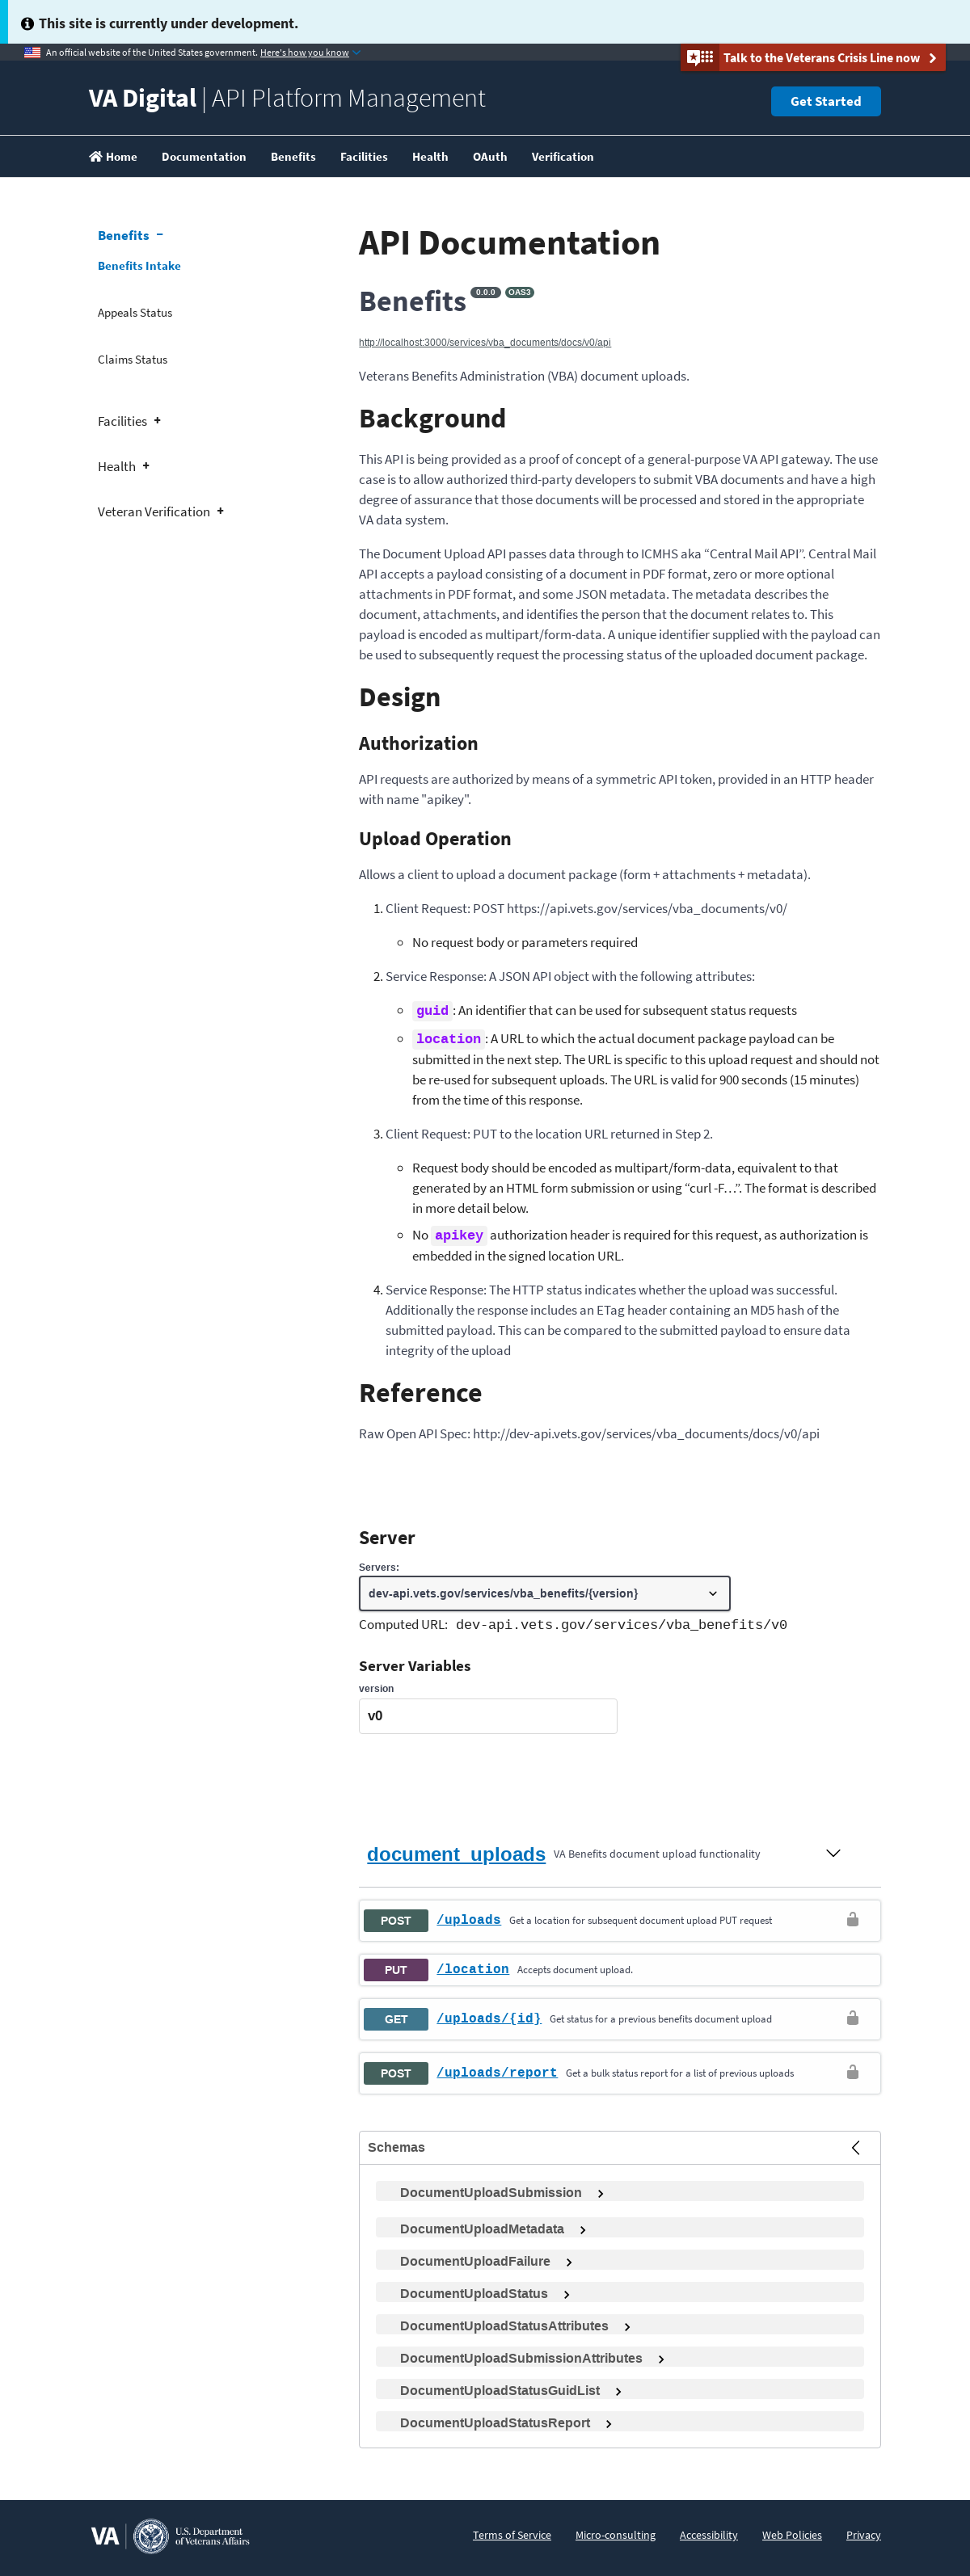 This site is currently under development.
An official website of the United States government. Here's how you know
Talk to the Veterans Crisis Line now
VA Digital | API Platform Management
Get Started
Home Documentation Benefits Facilities Health OAuth Verification
Benefits −
Benefits Intake
Appeals Status
Claims Status
Facilities +
Health +
Veteran Verification +
API Documentation
Benefits 0.0.0 OAS3
http://localhost:3000/services/vba_documents/docs/v0/api
Veterans Benefits Administration (VBA) document uploads.
Background
This API is being provided as a proof of concept of a general-purpose VA API gateway. The use
case is to allow authorized third-party developers to submit VBA documents and have a high
degree of assurance that those documents will be processed and stored in the appropriate
VA data system.
The Document Upload API passes data through to ICMHS aka “Central Mail API”. Central Mail
API accepts a payload consisting of a document in PDF format, zero or more optional
attachments in PDF format, and some JSON metadata. The metadata describes the
document, attachments, and identifies the person that the document relates to. This
payload is encoded as multipart/form-data. A unique identifier supplied with the payload can
be used to subsequently request the processing status of the uploaded document package.
Design
Authorization
API requests are authorized by means of a symmetric API token, provided in an HTTP header
with name "apikey".
Upload Operation
Allows a client to upload a document package (form + attachments + metadata).
1. Client Request: POST https://api.vets.gov/services/vba_documents/v0/
No request body or parameters required
2. Service Response: A JSON API object with the following attributes:
guid : An identifier that can be used for subsequent status requests
location : A URL to which the actual document package payload can be
submitted in the next step. The URL is specific to this upload request and should not
be re-used for subsequent uploads. The URL is valid for 900 seconds (15 minutes)
from the time of this response.
3. Client Request: PUT to the location URL returned in Step 2.
Request body should be encoded as multipart/form-data, equivalent to that
generated by an HTML form submission or using “curl -F…”. The format is described
in more detail below.
No apikey authorization header is required for this request, as authorization is
embedded in the signed location URL.
4. Service Response: The HTTP status indicates whether the upload was successful.
Additionally the response includes an ETag header containing an MD5 hash of the
submitted payload. This can be compared to the submitted payload to ensure data
integrity of the upload
Reference
Raw Open API Spec: http://dev-api.vets.gov/services/vba_documents/docs/v0/api
Server
Servers:
dev-api.vets.gov/services/vba_benefits/{version}
Computed URL: dev-api.vets.gov/services/vba_benefits/v0
Server Variables
version
v0
document_uploads VA Benefits document upload functionality
POST /uploads Get a location for subsequent document upload PUT request
PUT /location Accepts document upload.
GET /uploads/{id} Get status for a previous benefits document upload
POST /uploads/report Get a bulk status report for a list of previous uploads
Schemas
DocumentUploadSubmission
DocumentUploadMetadata
DocumentUploadFailure
DocumentUploadStatus
DocumentUploadStatusAttributes
DocumentUploadSubmissionAttributes
DocumentUploadStatusGuidList
DocumentUploadStatusReport
VA U.S. Department
of Veterans Affairs
Terms of Service Micro-consulting Accessibility Web Policies Privacy